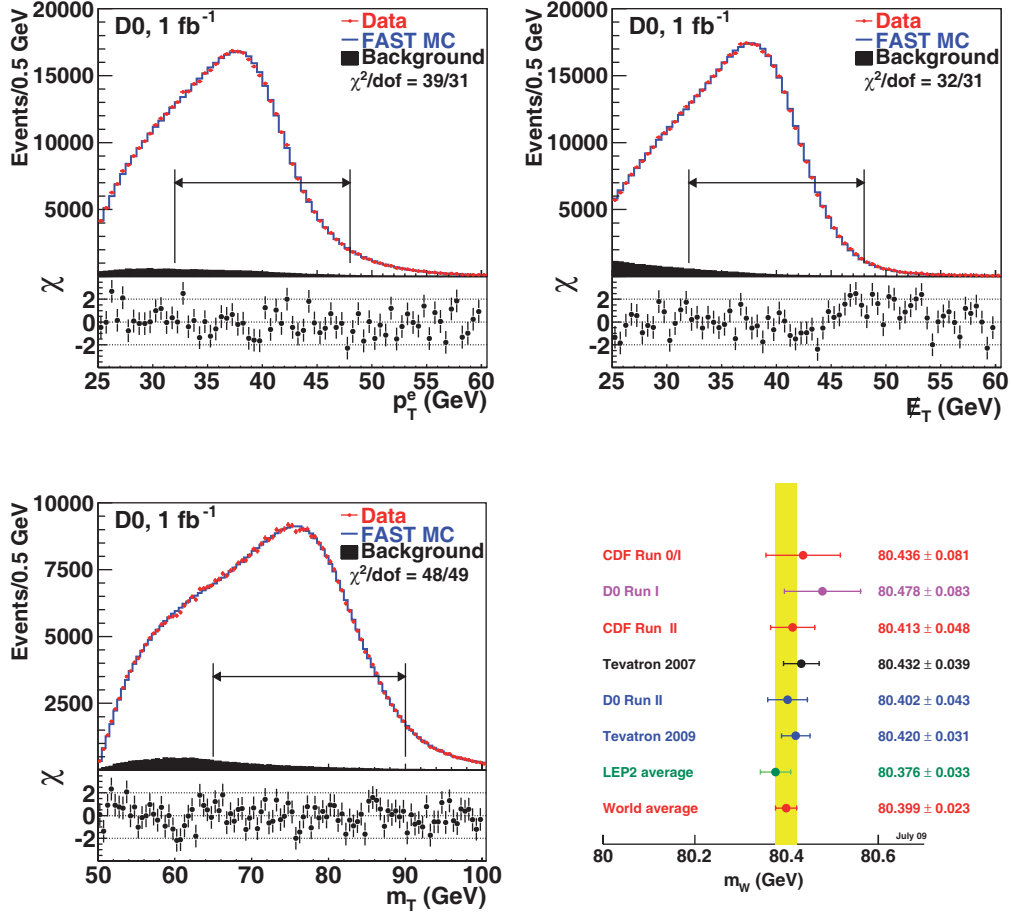 20000
D0, 1 fb⁻¹
Data
FAST MC
Background
χ²/dof = 39/31
Events/0.5 GeV
15000
10000
5000
χ
2
0
-2
25 30 35 40 45 50 55 60
p_T^e (GeV)
20000
D0, 1 fb⁻¹
Data
FAST MC
Background
χ²/dof = 32/31
Events/0.5 GeV
15000
10000
5000
χ
2
0
-2
25 30 35 40 45 50 55 60
E̸_T (GeV)
10000
D0, 1 fb⁻¹
Data
FAST MC
Background
χ²/dof = 48/49
Events/0.5 GeV
7500
5000
2500
χ
2
0
-2
50 60 70 80 90 100
m_T (GeV)
CDF Run 0/I 80.436 ± 0.081
D0 Run I 80.478 ± 0.083
CDF Run II 80.413 ± 0.048
Tevatron 2007 80.432 ± 0.039
D0 Run II 80.402 ± 0.043
Tevatron 2009 80.420 ± 0.031
LEP2 average 80.376 ± 0.033
World average 80.399 ± 0.023
July 09
80 80.2 80.4 80.6
m_W (GeV)